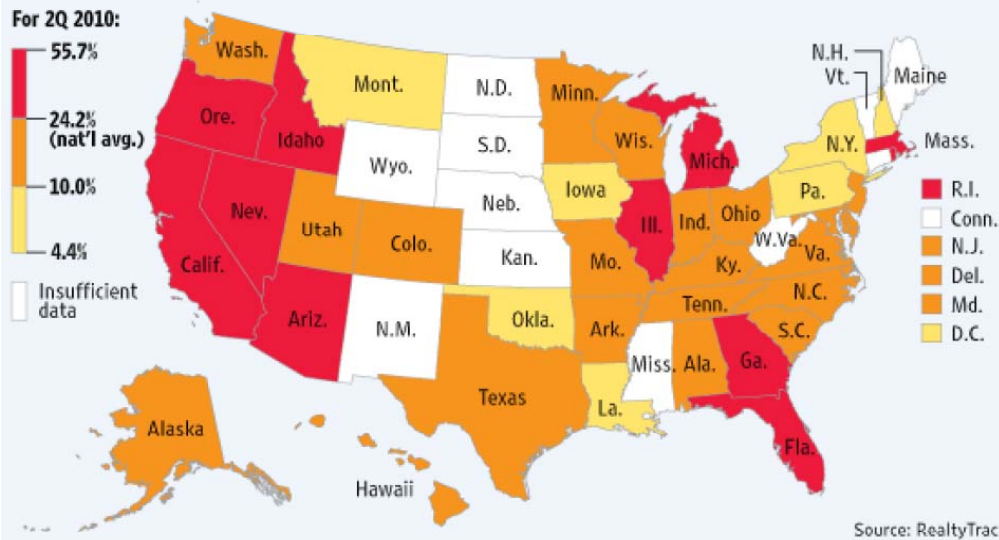 For 2Q 2010:
55.7%
24.2%
(nat'l avg.)
10.0%
4.4%
Insufficient
data
Wash.
Ore.
Idaho
Mont.
N.D.
Minn.
S.D.
Wyo.
Wis.
Mich.
N.H.
Vt.
Maine
N.Y.
Mass.
Nev.
Calif.
Utah
Colo.
Neb.
Iowa
Ill.
Ind.
Ohio
Pa.
Kan.
Mo.
Ky.
W.Va.
Va.
Ariz.
N.M.
Okla.
Ark.
Tenn.
N.C.
S.C.
Texas
La.
Miss.
Ala.
Ga.
Fla.
Alaska
Hawaii
R.I.
Conn.
N.J.
Del.
Md.
D.C.
Source: RealtyTrac